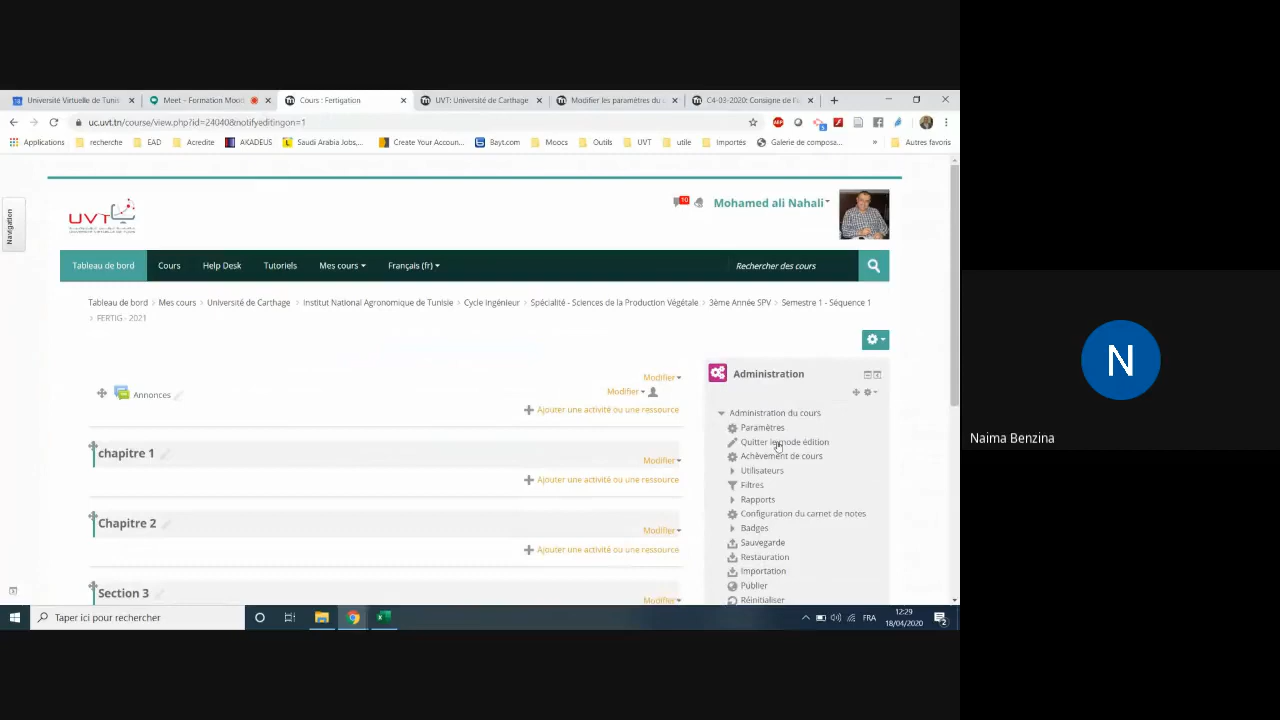 Université Virtuelle de Tunis
Meet – Formation Mood
Cours : Fertigation
UVT: Université de Carthage
Modifier les paramètres du c
C4-03-2020: Consigne de l'a
uc.uvt.tn/course/view.php?id=24040&notifyeditingon=1
Applications
recherche
EAD
Acredite
AKADEUS
Saudi Arabia Jobs,...
Create Your Accoun...
Bayt.com
Moocs
Outils
UVT
utile
Importés
Galerie de composa...
»
Autres favoris
Navigation
UVT
10
Mohamed ali Nahali
Tableau de bord
Cours
Help Desk
Tutoriels
Mes cours
Français (fr)
Rechercher des cours
Tableau de bord > Mes cours > Université de Carthage > Institut National Agronomique de Tunisie > Cycle ingénieur > Spécialité - Sciences de la Production Végétale > 3ème Année SPV > Semestre 1 - Séquence 1
> FERTIG - 2021
Modifier
Annonces
Modifier
Ajouter une activité ou une ressource
chapitre 1
Modifier
Ajouter une activité ou une ressource
Chapitre 2
Modifier
Ajouter une activité ou une ressource
Section 3
Modifier
Administration
Administration du cours
Paramètres
Quitter le mode édition
Achèvement de cours
Utilisateurs
Filtres
Rapports
Configuration du carnet de notes
Badges
Sauvegarde
Restauration
Importation
Publier
Réinitialiser
Taper ici pour rechercher
FRA
12:29
18/04/2020
2
N
Naima Benzina